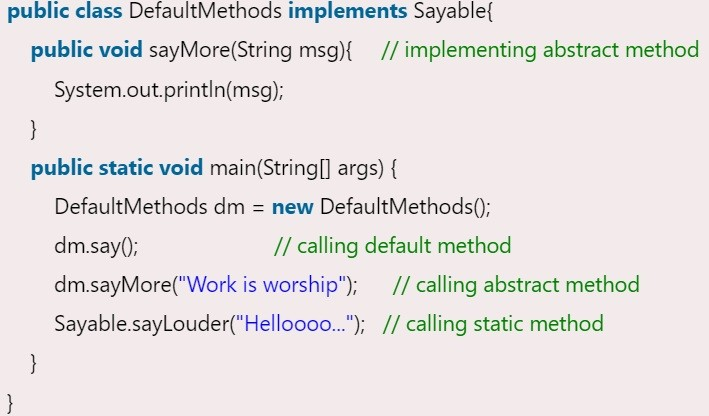 public class DefaultMethods implements Sayable{
public void sayMore(String msg){ // implementing abstract method
System.out.println(msg);
}
public static void main(String[] args) {
DefaultMethods dm = new DefaultMethods();
dm.say(); // calling default method
dm.sayMore("Work is worship"); // calling abstract method
Sayable.sayLouder("Helloooo..."); // calling static method
}
}